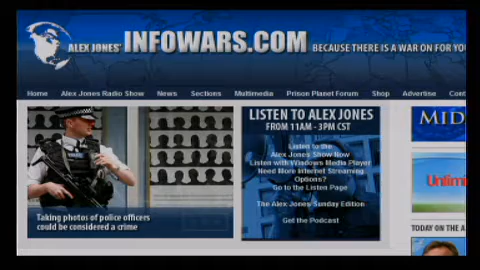 ALEX JONES' INFOWARS.COM BECAUSE THERE IS A WAR ON FOR YO
Home Alex Jones Radio Show News Sections Multimedia Prison Planet Forum Shop Advertise Cont
LISTEN TO ALEX JONES
FROM 11AM - 3PM CST
Listen to the
Alex Jones Show Now
Listen with Windows Media Player
Need More Internet Streaming
Options?
Go to the Listen Page
The Alex Jones Sunday Edition
Get the Podcast
Taking photos of police officers
could be considered a crime
MID
Unlimi
TODAY ON THE A